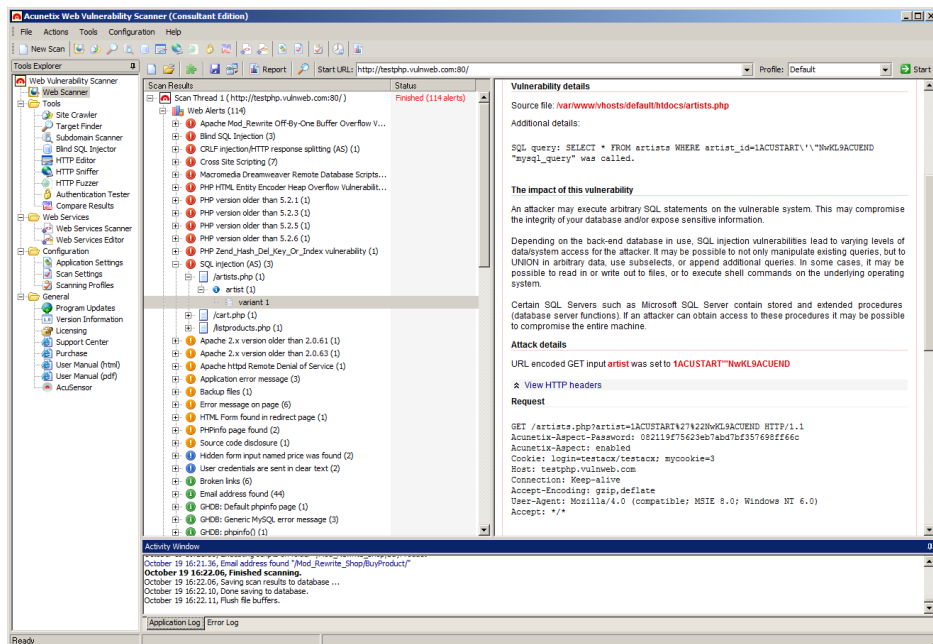 Acunetix Web Vulnerability Scanner (Consultant Edition)
File Actions Tools Configuration Help
New Scan
Tools Explorer
Report
Start URL: http://testphp.vulnweb.com:80/
Profile: Default
Start
Web Vulnerability Scanner
Web Scanner
Tools
Site Crawler
Target Finder
Subdomain Scanner
Blind SQL Injector
HTTP Editor
HTTP Sniffer
HTTP Fuzzer
Authentication Tester
Compare Results
Web Services
Web Services Scanner
Web Services Editor
Configuration
Application Settings
Scan Settings
Scanning Profiles
General
Program Updates
Version Information
Licensing
Support Center
Purchase
User Manual (html)
User Manual (pdf)
AcuSensor
Scan Results Status
Scan Thread 1 ( http://testphp.vulnweb.com:80/ ) Finished (114 alerts)
Web Alerts (114)
Apache Mod_Rewrite Off-By-One Buffer Overflow V...
Blind SQL Injection (3)
CRLF injection/HTTP response splitting (AS) (1)
Cross Site Scripting (7)
Macromedia Dreamweaver Remote Database Scripts...
PHP HTML Entity Encoder Heap Overflow Vulnerabilit...
PHP version older than 5.2.1 (1)
PHP version older than 5.2.3 (1)
PHP version older than 5.2.5 (1)
PHP version older than 5.2.6 (1)
PHP Zend_Hash_Del_Key_Or_Index vulnerability (1)
SQL injection (AS) (3)
/artists.php (1)
artist (1)
variant 1
/cart.php (1)
/listproducts.php (1)
Apache 2.x version older than 2.0.61 (1)
Apache 2.x version older than 2.0.63 (1)
Apache httpd Remote Denial of Service (1)
Application error message (3)
Backup files (1)
Error message on page (6)
HTML Form found in redirect page (1)
PHPinfo page found (2)
Source code disclosure (1)
Hidden form input named price was found (2)
User credentials are sent in clear text (2)
Broken links (6)
Email address found (44)
GHDB: Default phpinfo page (1)
GHDB: Generic MySQL error message (3)
GHDB: phpinfo() (1)
Vulnerability details
Source file: /var/www/vhosts/default/htdocs/artists.php
Additional details:
SQL query: SELECT * FROM artists WHERE artist_id=1ACUSTART\'\"NwKL9ACUEND
"mysql_query" was called.
The impact of this vulnerability
An attacker may execute arbitrary SQL statements on the vulnerable system. This may compromise
the integrity of your database and/or expose sensitive information.
Depending on the back-end database in use, SQL injection vulnerabilities lead to varying levels of
data/system access for the attacker. It may be possible to not only manipulate existing queries, but to
UNION in arbitrary data, use subselects, or append additional queries. In some cases, it may be
possible to read in or write out to files, or to execute shell commands on the underlying operating
system.
Certain SQL Servers such as Microsoft SQL Server contain stored and extended procedures
(database server functions). If an attacker can obtain access to these procedures it may be possible
to compromise the entire machine.
Attack details
URL encoded GET input artist was set to 1ACUSTART'"NwKL9ACUEND
View HTTP headers
Request
GET /artists.php?artist=1ACUSTART%27%22NwKL9ACUEND HTTP/1.1
Acunetix-Aspect-Password: 082119f75623eb7abd7bf357698ff66c
Acunetix-Aspect: enabled
Cookie: login=testacx/testacx; mycookie=3
Host: testphp.vulnweb.com
Connection: Keep-alive
Accept-Encoding: gzip,deflate
User-Agent: Mozilla/4.0 (compatible; MSIE 8.0; Windows NT 6.0)
Accept: */*
Activity Window
October 19 16:21.36, Email address found "/Mod_Rewrite_Shop/BuyProduct/"
October 19 16:22.06, Finished scanning.
October 19 16:22.06, Saving scan results to database ...
October 19 16:22.10, Done saving to database.
October 19 16:22.11, Flush file buffers.
Application Log Error Log
Ready